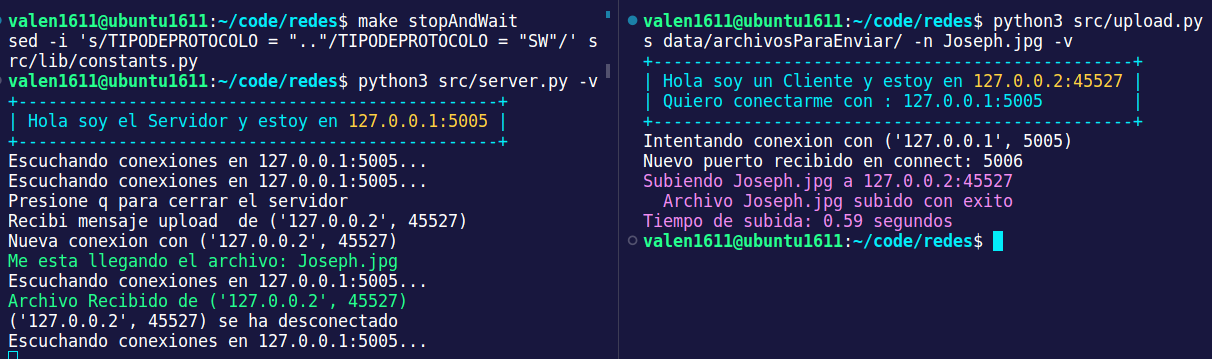 valen1611@ubuntu1611:~/code/redes$ make stopAndWait
sed -i 's/TIPODEPROTOCOLO = ".."/TIPODEPROTOCOLO = "SW"/' s
rc/lib/constants.py
valen1611@ubuntu1611:~/code/redes$ python3 src/server.py -v
+------------------------------------------------+
| Hola soy el Servidor y estoy en 127.0.0.1:5005 |
+------------------------------------------------+
Escuchando conexiones en 127.0.0.1:5005...
Escuchando conexiones en 127.0.0.1:5005...
Presione q para cerrar el servidor
Recibi mensaje upload  de ('127.0.0.2', 45527)
Nueva conexion con ('127.0.0.2', 45527)
Me esta llegando el archivo: Joseph.jpg
Escuchando conexiones en 127.0.0.1:5005...
Archivo Recibido de ('127.0.0.2', 45527)
('127.0.0.2', 45527) se ha desconectado
Escuchando conexiones en 127.0.0.1:5005...
valen1611@ubuntu1611:~/code/redes$ python3 src/upload.py
s data/archivosParaEnviar/ -n Joseph.jpg -v
+------------------------------------------------+
| Hola soy un Cliente y estoy en 127.0.0.2:45527 |
| Quiero conectarme con : 127.0.0.1:5005         |
+------------------------------------------------+
Intentando conexion con ('127.0.0.1', 5005)
Nuevo puerto recibido en connect: 5006
Subiendo Joseph.jpg a 127.0.0.2:45527
  Archivo Joseph.jpg subido con exito
Tiempo de subida: 0.59 segundos
valen1611@ubuntu1611:~/code/redes$